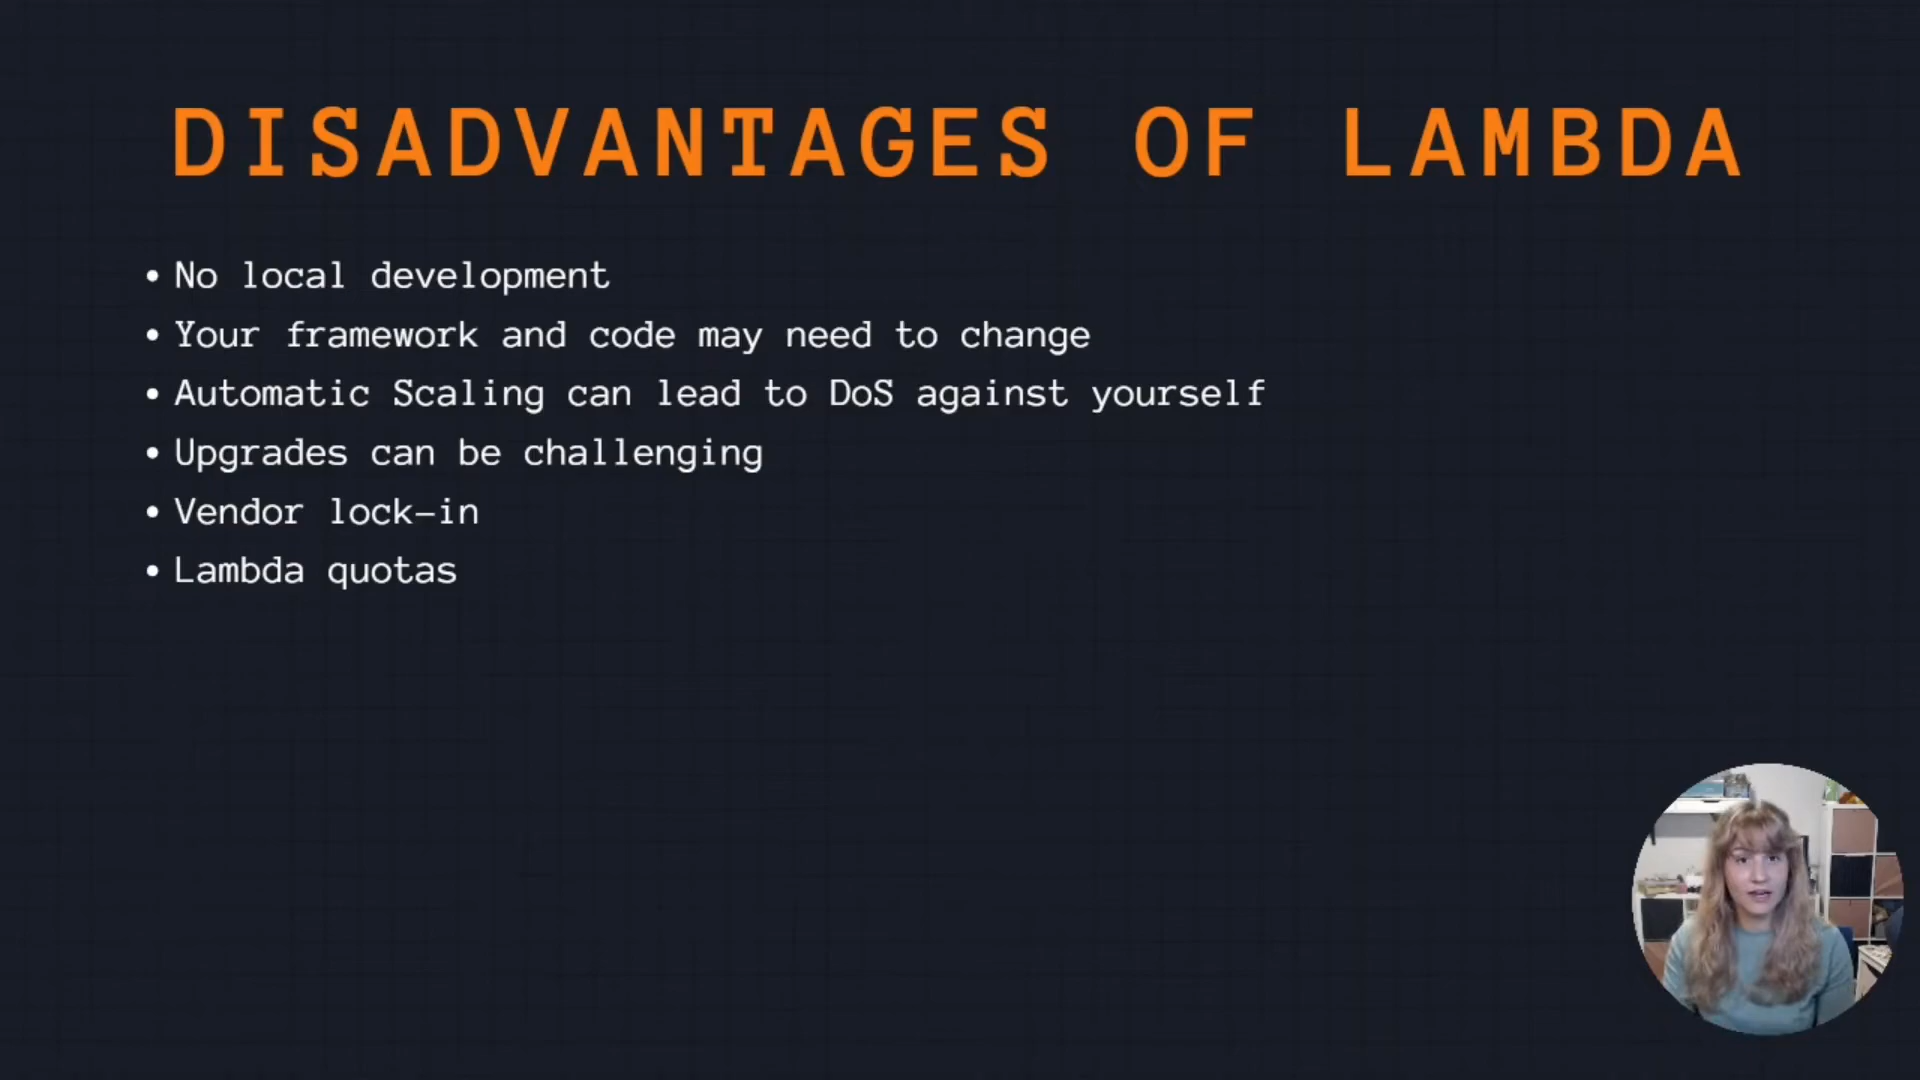 DISADVANTAGES OF LAMBDA
• No local development
• Your framework and code may need to change
• Automatic Scaling can lead to DoS against yourself
• Upgrades can be challenging
• Vendor lock-in
• Lambda quotas